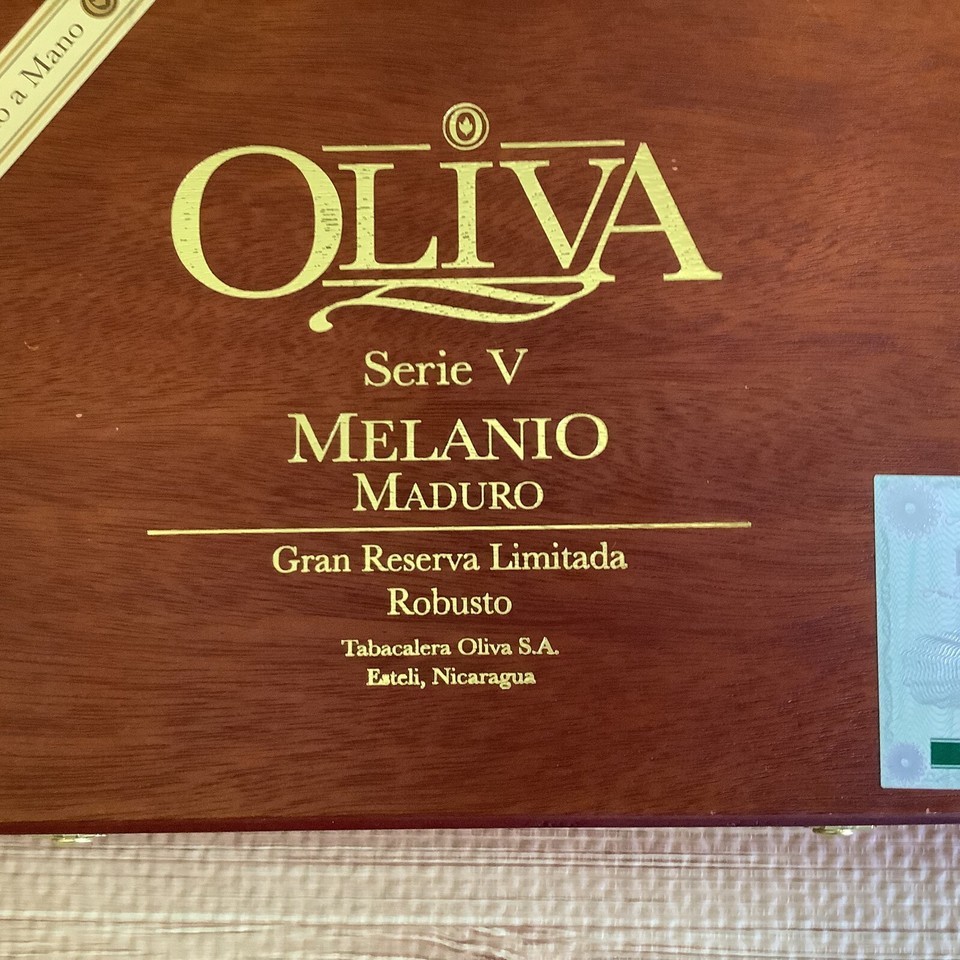 a Mano
OLIVA
Serie V
MELANIO
MADURO
Gran Reserva Limitada
Robusto
Tabacalera Oliva S.A.
Esteli, Nicaragua